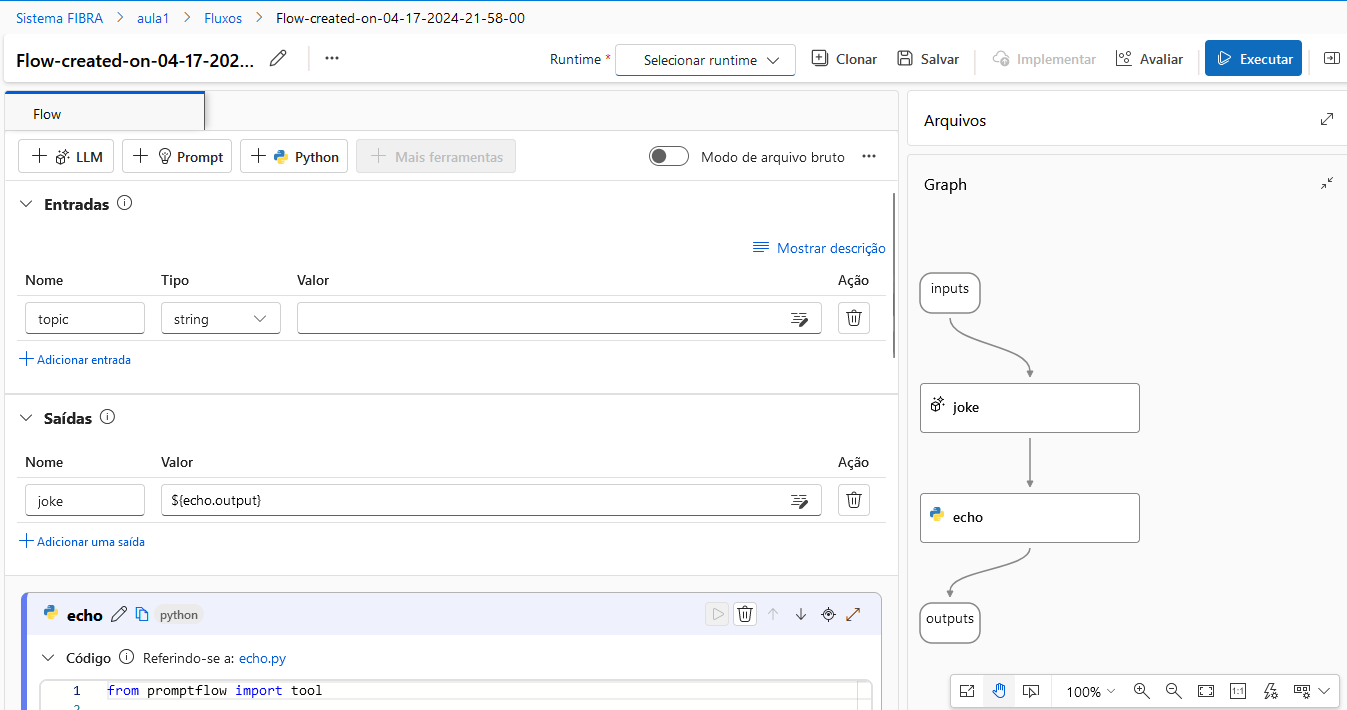 Sistema FIBRA > aula1 > Fluxos > Flow-created-on-04-17-2024-21-58-00
Flow-created-on-04-17-202... Runtime * Selecionar runtime Clonar Salvar Implementar Avaliar Executar
Flow
LLM Prompt Python Mais ferramentas Modo de arquivo bruto
Entradas
Mostrar descrição
Nome Tipo Valor Ação
topic string
Adicionar entrada
Saídas
Nome Valor Ação
joke ${echo.output}
Adicionar uma saída
echo python
Código Referindo-se a: echo.py
1 from promptflow import tool
2
Arquivos
Graph
inputs
joke
echo
outputs
100% 1:1